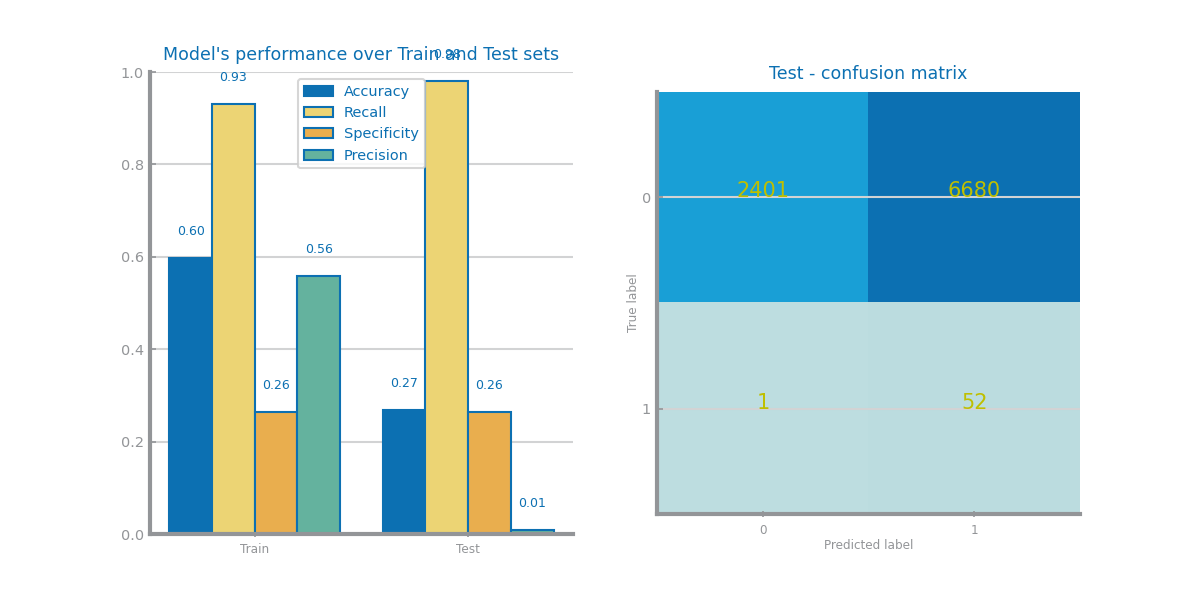 Model's performance over Train and Test sets
0.98
1.0
0.93
Accuracy
Recall
Specificity
Precision
0.8
0.60
0.6
0.56
0.4
0.26
0.27
0.26
0.2
0.01
0.0
Train
Test
Test - confusion matrix
2401
6680
0
True label
1
52
1
0
1
Predicted label